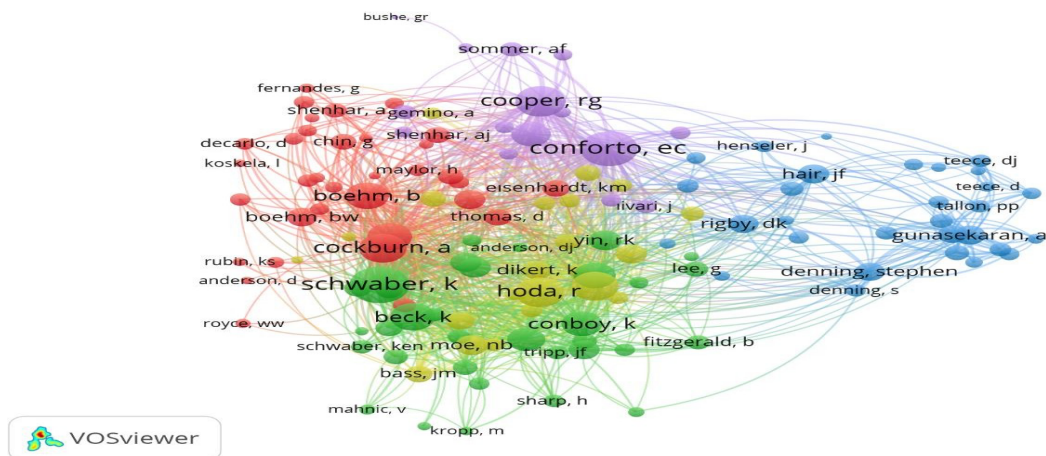 bushe, gr
sommer, af
fernandes, g
cooper, rg
shenhar, a
gemino, a
decarlo, d
chin, g
shenhar, aj
conforto, ec
henseler, j
koskela, l
maylor, h
hair, jf
teece, dj
boehm, b
eisenhardt, km
teece, d
boehm, bw
thomas, d
iivari, j
rigby, dk
tallon, pp
cockburn, a
anderson, dj
yin, rk
gunasekaran, a
rubin, ks
dikert, k
lee, g
denning, stephen
anderson, d
schwaber, k
hoda, r
denning, s
royce, ww
beck, k
conboy, k
schwaber, ken
moe, nb
tripp, jf
fitzgerald, b
bass, jm
mahnic, v
sharp, h
kropp, m
VOSviewer